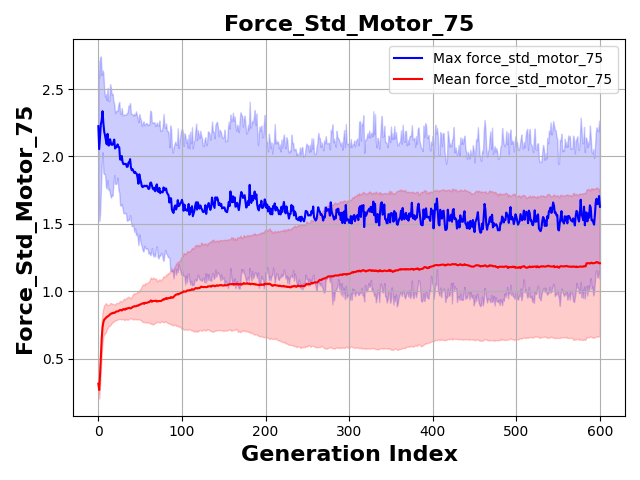 Force_Std_Motor_75
Max force_std_motor_75
Mean force_std_motor_75
Force_Std_Motor_75
2.5
2.0
1.5
1.0
0.5
0 100 200 300 400 500 600
Generation Index